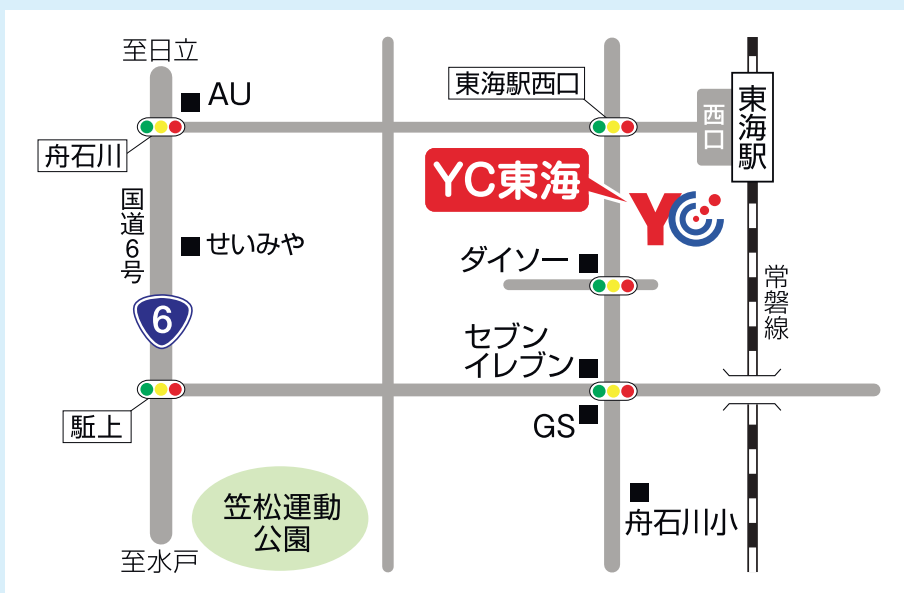 至日立
AU
東海駅西口
西口
東海駅
舟石川
YC東海
YC
国道6号
せいみや
ダイソー
常磐線
6
セブン
イレブン
駈上
GS
笠松運動
公園
舟石川小
至水戸